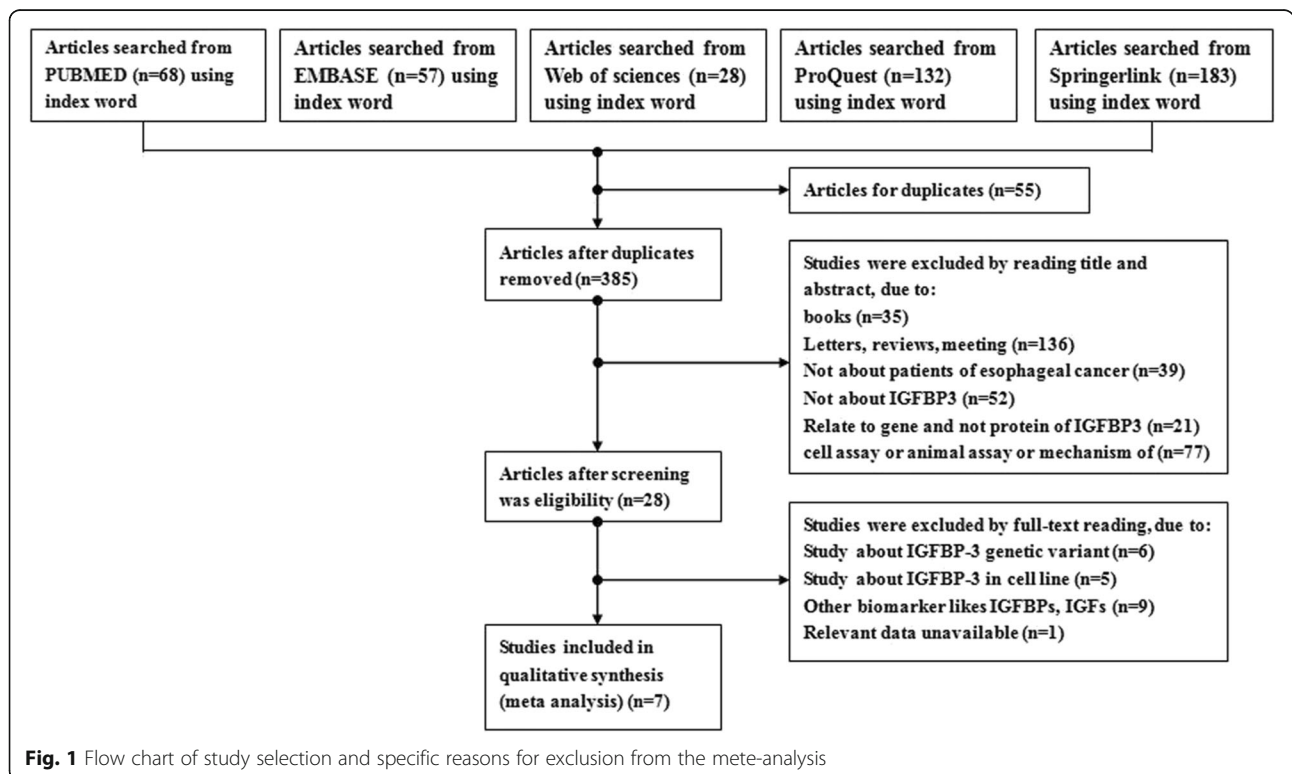 Articles searched from
PUBMED (n=68) using
index word
Articles searched from
EMBASE (n=57) using
index word
Articles searched from
Web of sciences (n=28)
using index word
Articles searched from
ProQuest (n=132)
using index word
Articles searched from
Springerlink (n=183)
using index word
Articles for duplicates (n=55)
Articles after duplicates
removed (n=385)
Studies were excluded by reading title and
abstract, due to:
books (n=35)
Letters, reviews, meeting (n=136)
Not about patients of esophageal cancer (n=39)
Not about IGFBP3 (n=52)
Relate to gene and not protein of IGFBP3 (n=21)
cell assay or animal assay or mechanism of (n=77)
Articles after screening
was eligibility (n=28)
Studies were excluded by full-text reading, due to:
Study about IGFBP-3 genetic variant (n=6)
Study about IGFBP-3 in cell line (n=5)
Other biomarker likes IGFBPs, IGFs (n=9)
Relevant data unavailable (n=1)
Studies included in
qualitative synthesis
(meta analysis) (n=7)
Fig. 1 Flow chart of study selection and specific reasons for exclusion from the mete-analysis